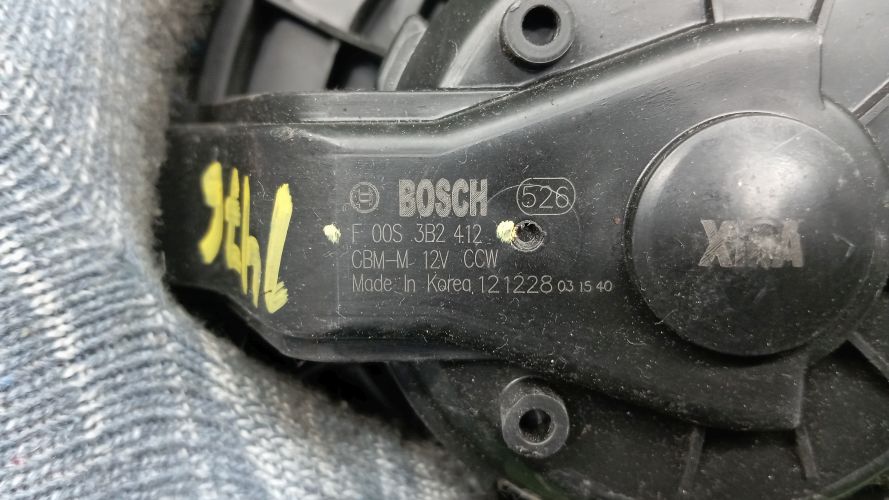 BOSCH 526
F 00S 3B2 412
CBM-M 12V CCW
Made In Korea 121228 03 15 40